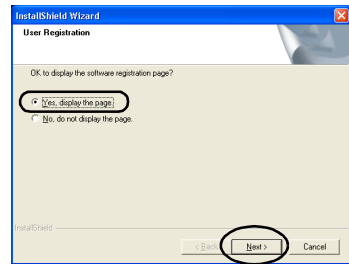 InstallShield Wizard
User Registration
OK to display the software registration page?
Yes, display the page.
No, do not display the page.
InstallShield
< Back Next > Cancel